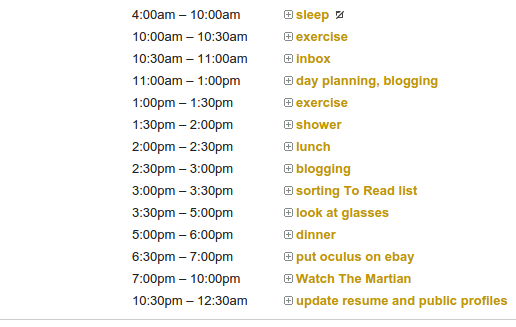 4:00am – 10:00am sleep
10:00am – 10:30am exercise
10:30am – 11:00am inbox
11:00am – 1:00pm day planning, blogging
1:00pm – 1:30pm exercise
1:30pm – 2:00pm shower
2:00pm – 2:30pm lunch
2:30pm – 3:00pm blogging
3:00pm – 3:30pm sorting To Read list
3:30pm – 5:00pm look at glasses
5:00pm – 6:00pm dinner
6:30pm – 7:00pm put oculus on ebay
7:00pm – 10:00pm Watch The Martian
10:30pm – 12:30am update resume and public profiles